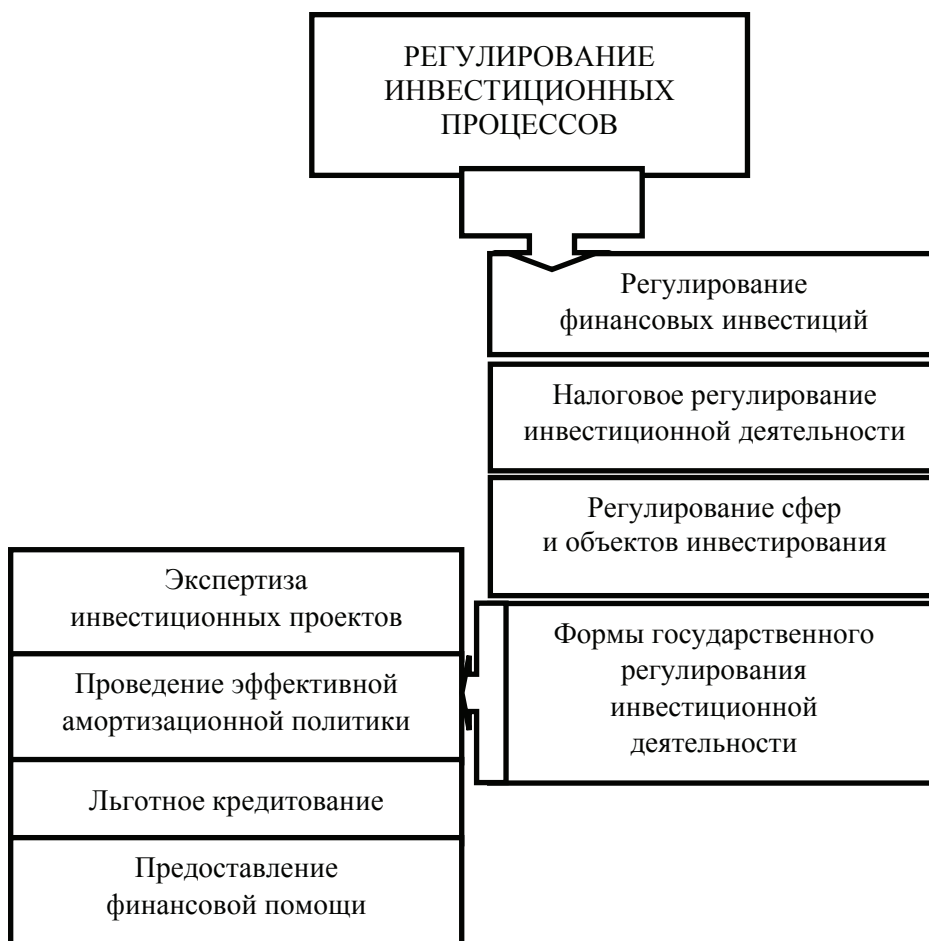 РЕГУЛИРОВАНИЕ
ИНВЕСТИЦИОННЫХ
ПРОЦЕССОВ
Регулирование
финансовых инвестиций
Налоговое регулирование
инвестиционной деятельности
Регулирование сфер
и объектов инвестирования
Формы государственного
регулирования
инвестиционной
деятельности
Экспертиза
инвестиционных проектов
Проведение эффективной
амортизационной политики
Льготное кредитование
Предоставление
финансовой помощи